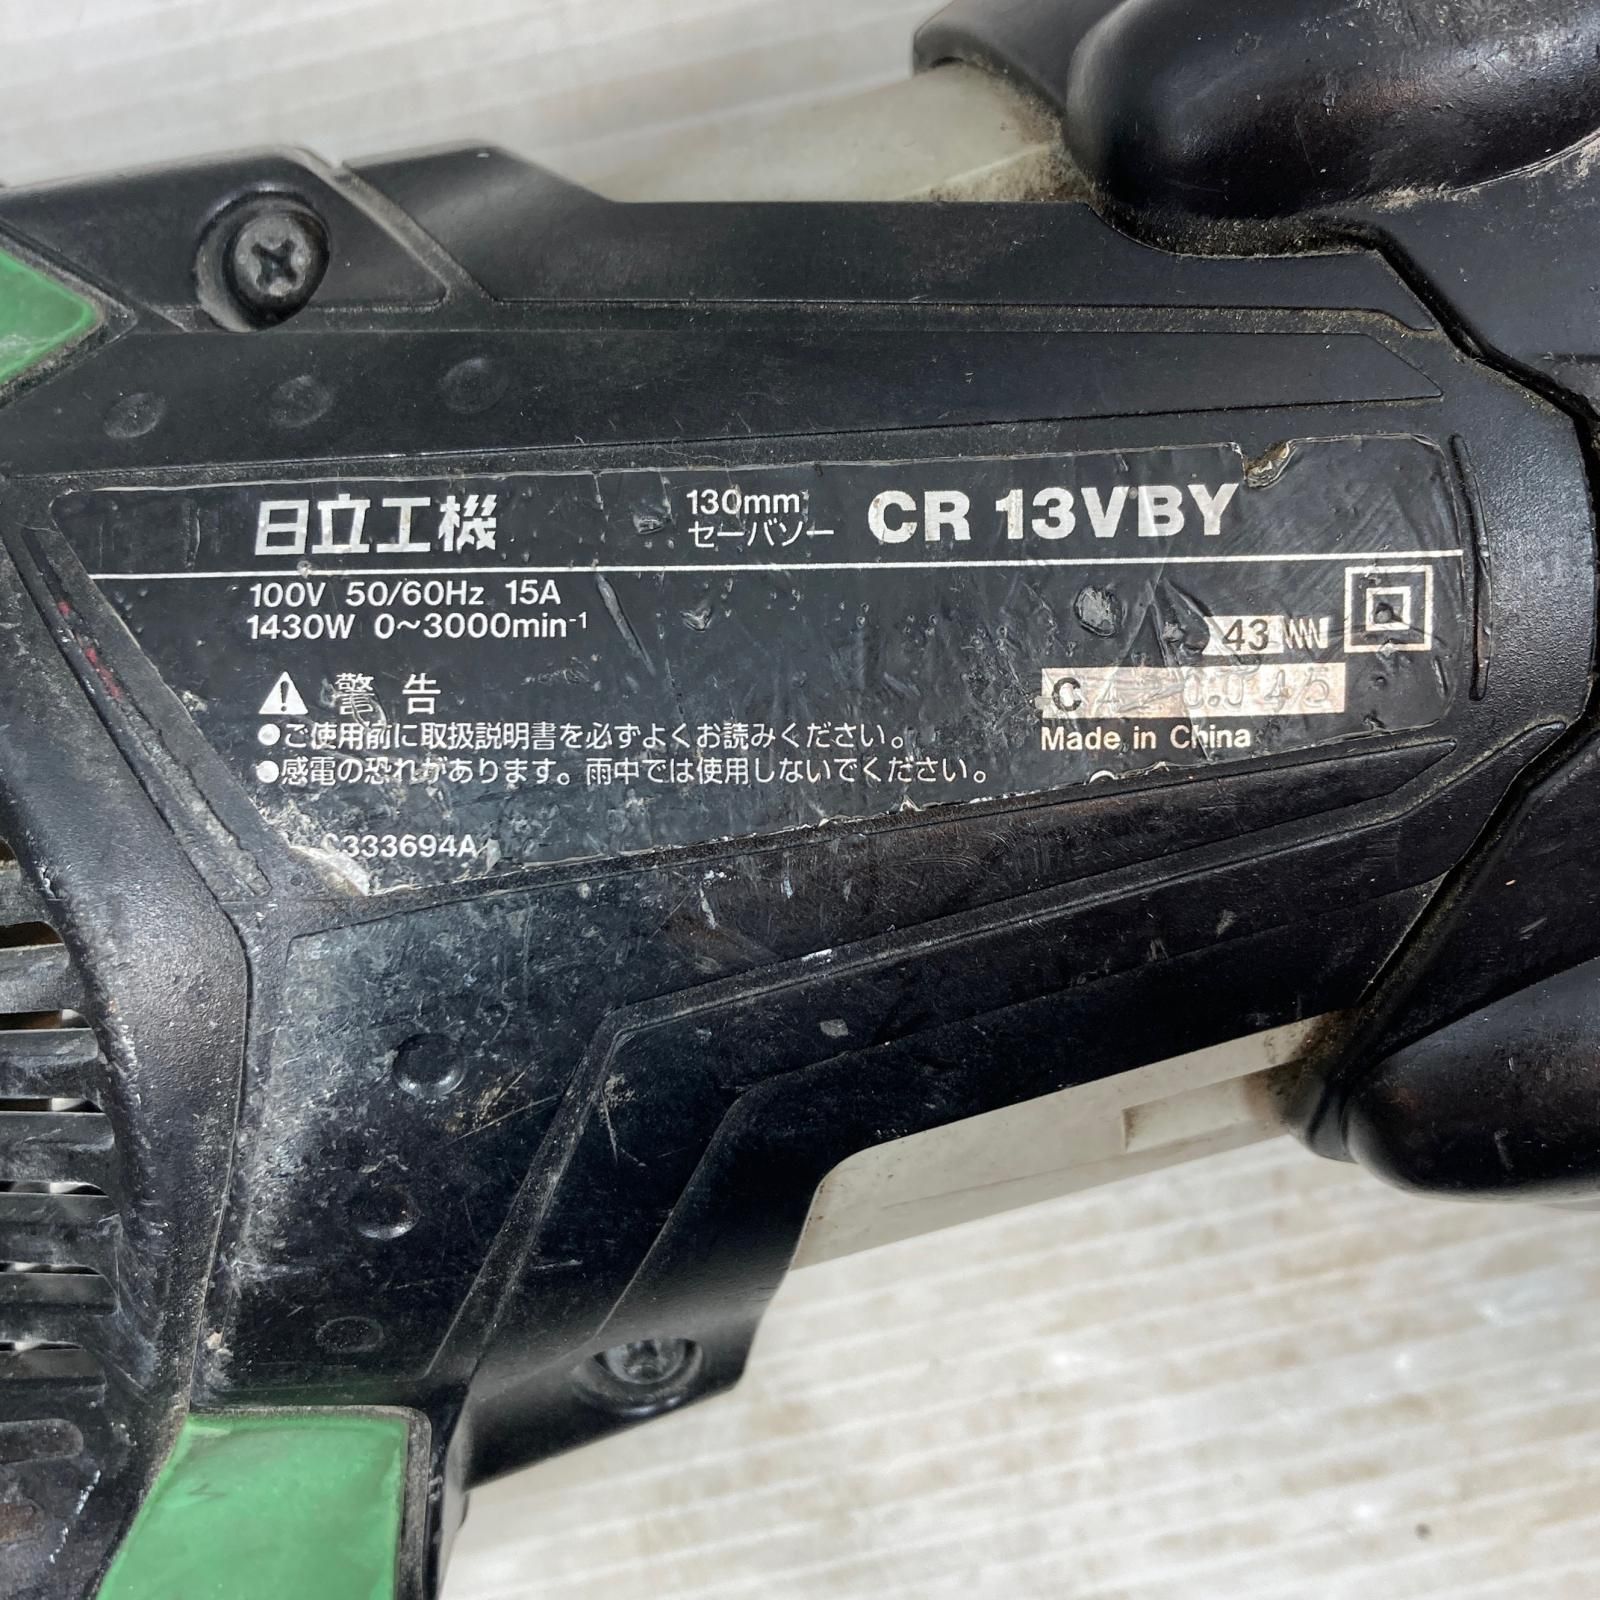 日立工機 130mm セーバソー CR 13VBY
100V 50/60Hz 15A
1430W 0~3000min⁻¹
43
警告
●ご使用前に取扱説明書を必ずよくお読みください。
●感電の恐れがあります。雨中では使用しないでください。
C
Made in China
333694A